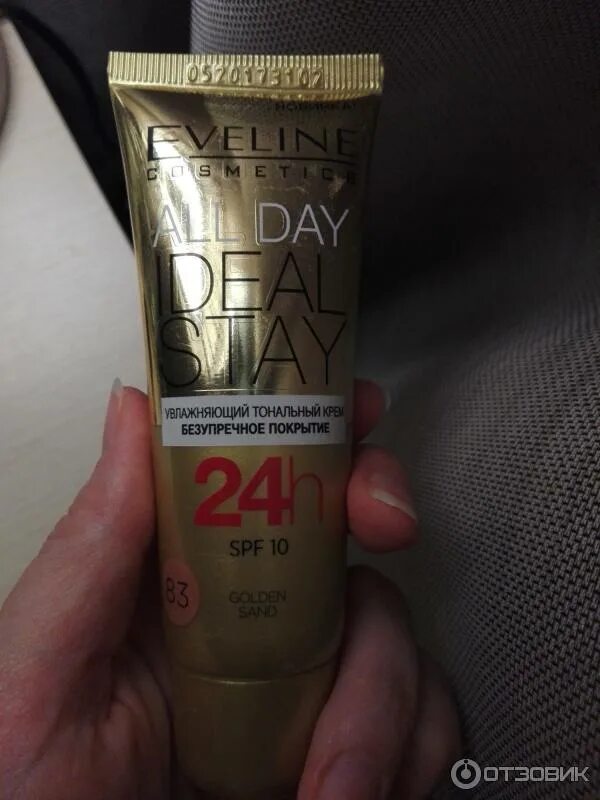 0520173102
НОВИНКА!
EVELINE
COSMETICS
ALL DAY
IDEAL
STAY
УВЛАЖНЯЮЩИЙ ТОНАЛЬНЫЙ КРЕМ
БЕЗУПРЕЧНОЕ ПОКРЫТИЕ
24h
SPF 10
83
GOLDEN
SAND
ОТЗОВИК